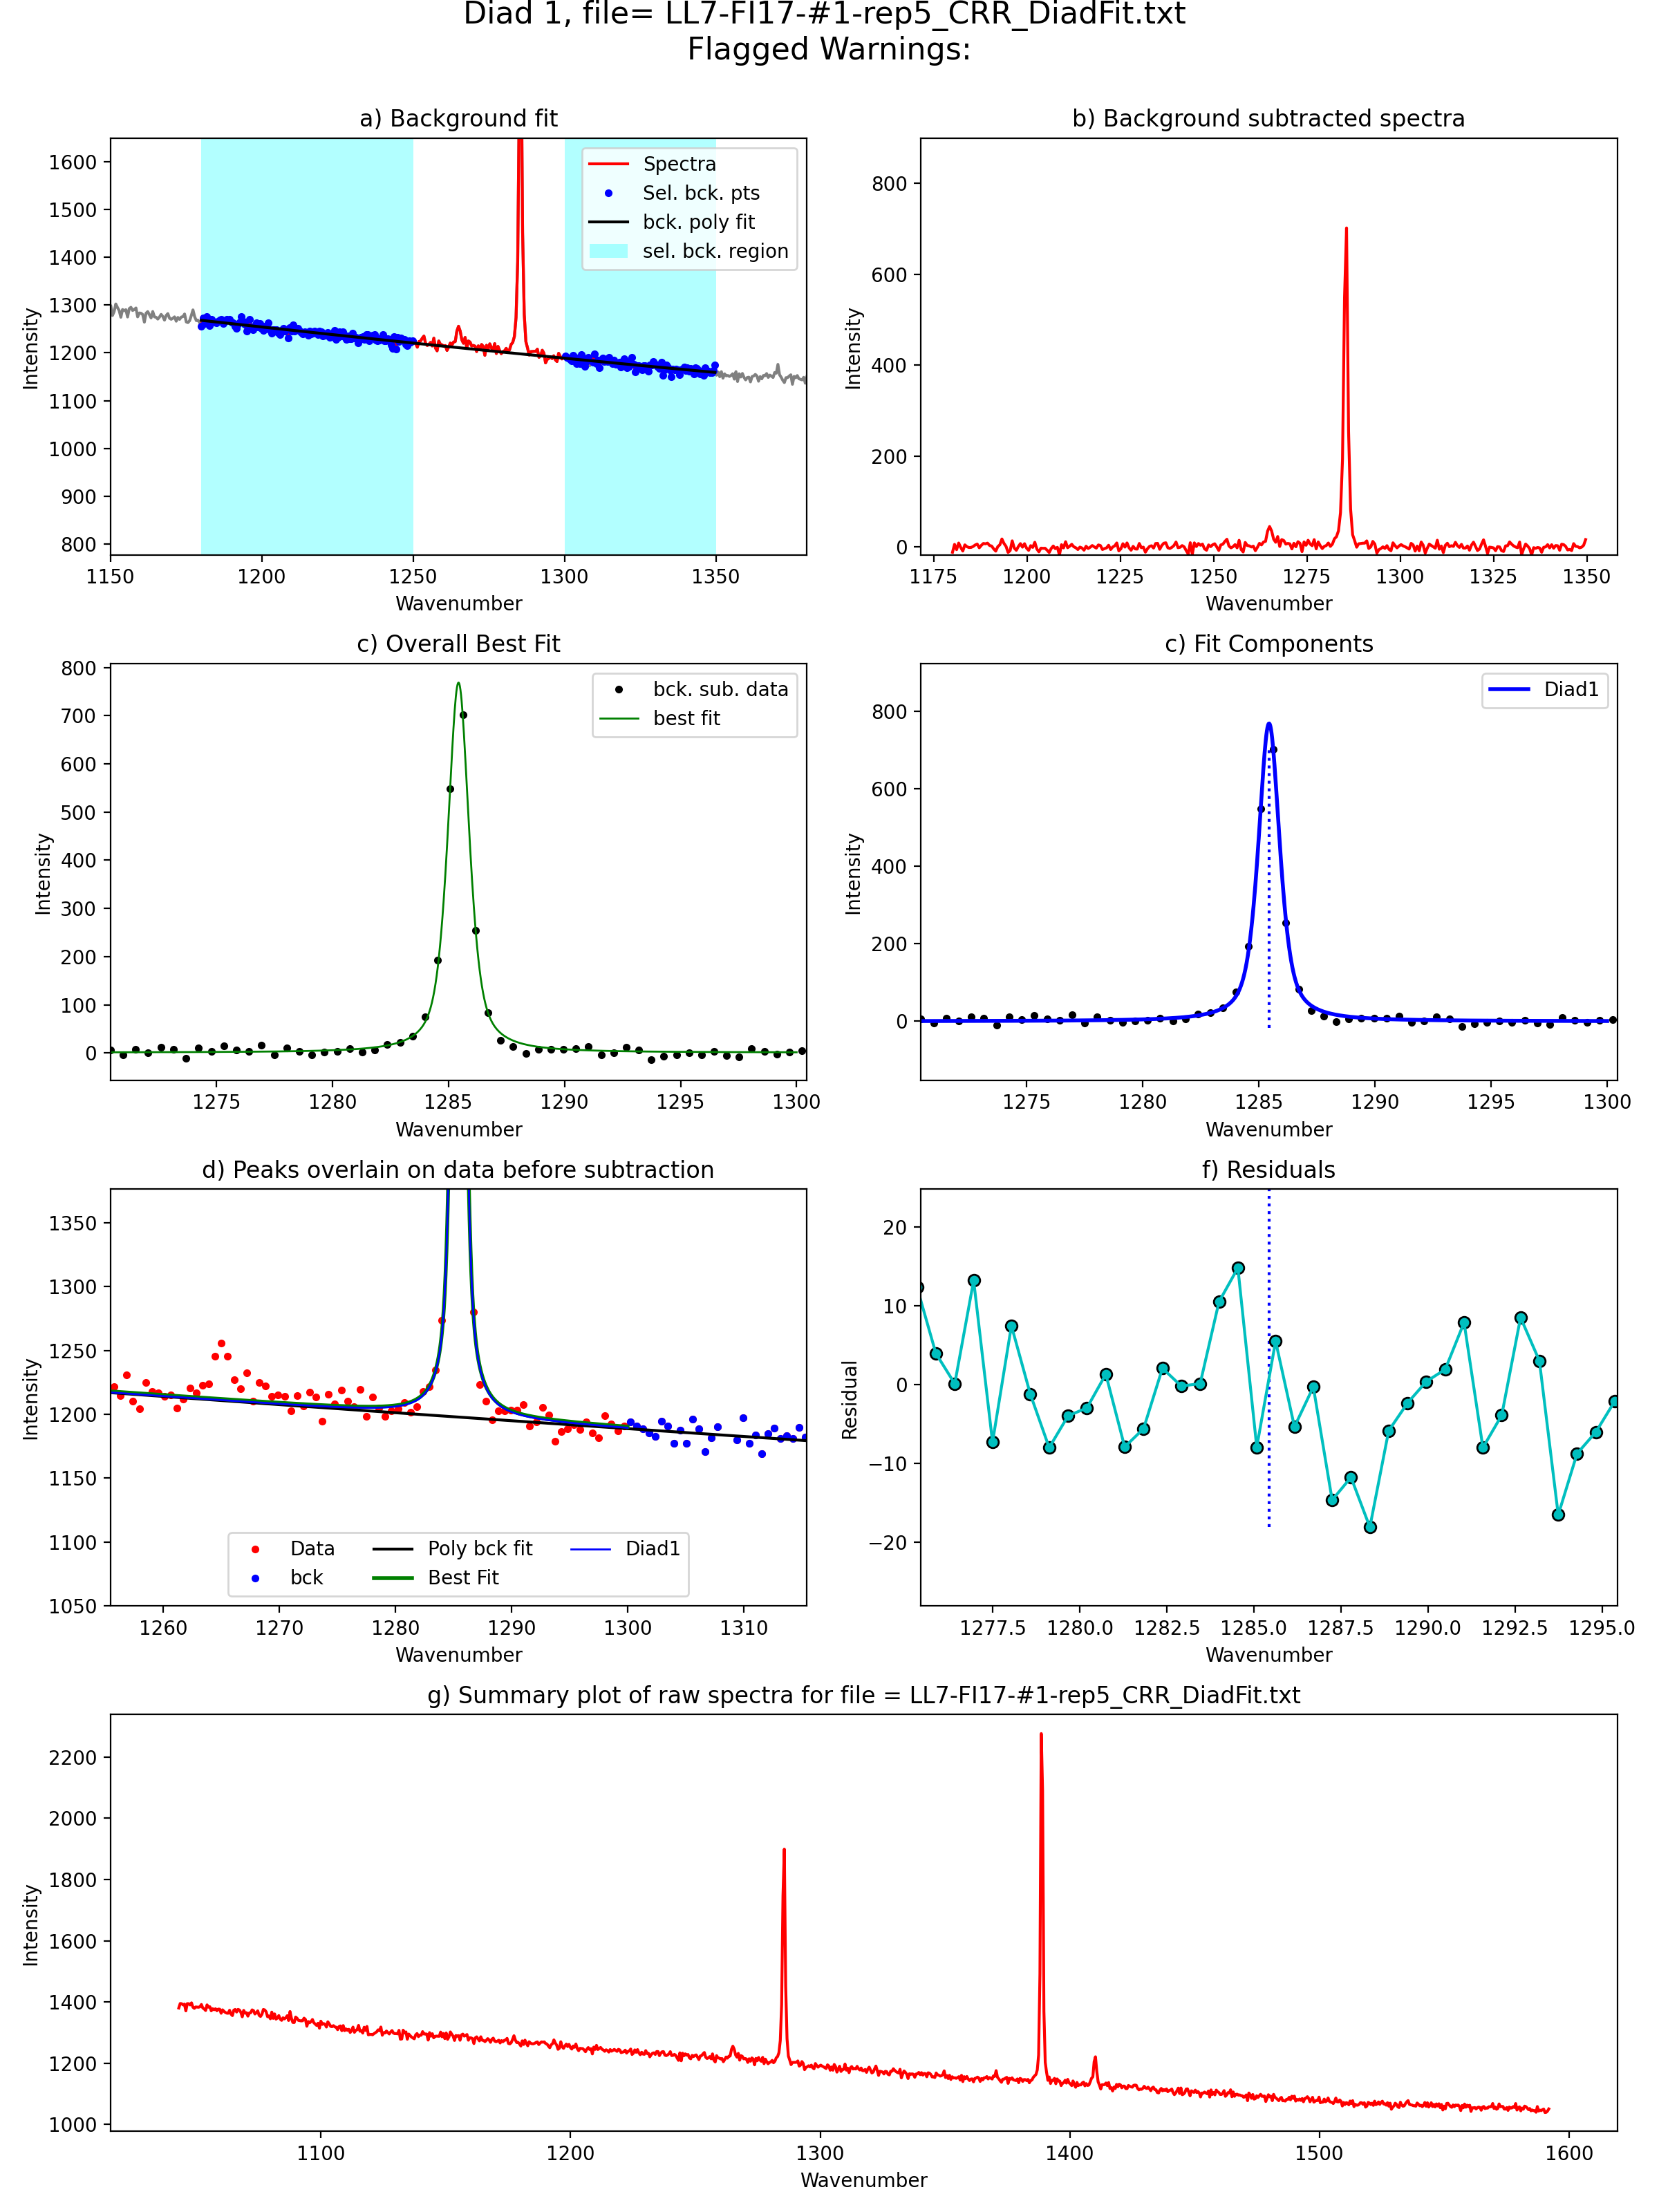 Diad 1, file= LL7-FI17-#1-rep5_CRR_DiadFit.txt
Flagged Warnings:
a) Background fit
Intensity
1600
1500
1400
1300
1200
1100
1000
900
800
Spectra
Sel. bck. pts
bck. poly fit
sel. bck. region
1150 1200 1250 1300 1350
Wavenumber
b) Background subtracted spectra
Intensity
800
600
400
200
0
1175 1200 1225 1250 1275 1300 1325 1350
Wavenumber
c) Overall Best Fit
Intensity
800
700
600
500
400
300
200
100
0
bck. sub. data
best fit
1275 1280 1285 1290 1295 1300
Wavenumber
c) Fit Components
Intensity
800
600
400
200
0
Diad1
1275 1280 1285 1290 1295 1300
Wavenumber
d) Peaks overlain on data before subtraction
Intensity
1350
1300
1250
1200
1150
1100
1050
Data Poly bck fit Diad1
bck Best Fit
1260 1270 1280 1290 1300 1310
Wavenumber
f) Residuals
Residual
20
10
0
−10
−20
1277.5 1280.0 1282.5 1285.0 1287.5 1290.0 1292.5 1295.0
Wavenumber
g) Summary plot of raw spectra for file = LL7-FI17-#1-rep5_CRR_DiadFit.txt
Intensity
2200
2000
1800
1600
1400
1200
1000
1100 1200 1300 1400 1500 1600
Wavenumber